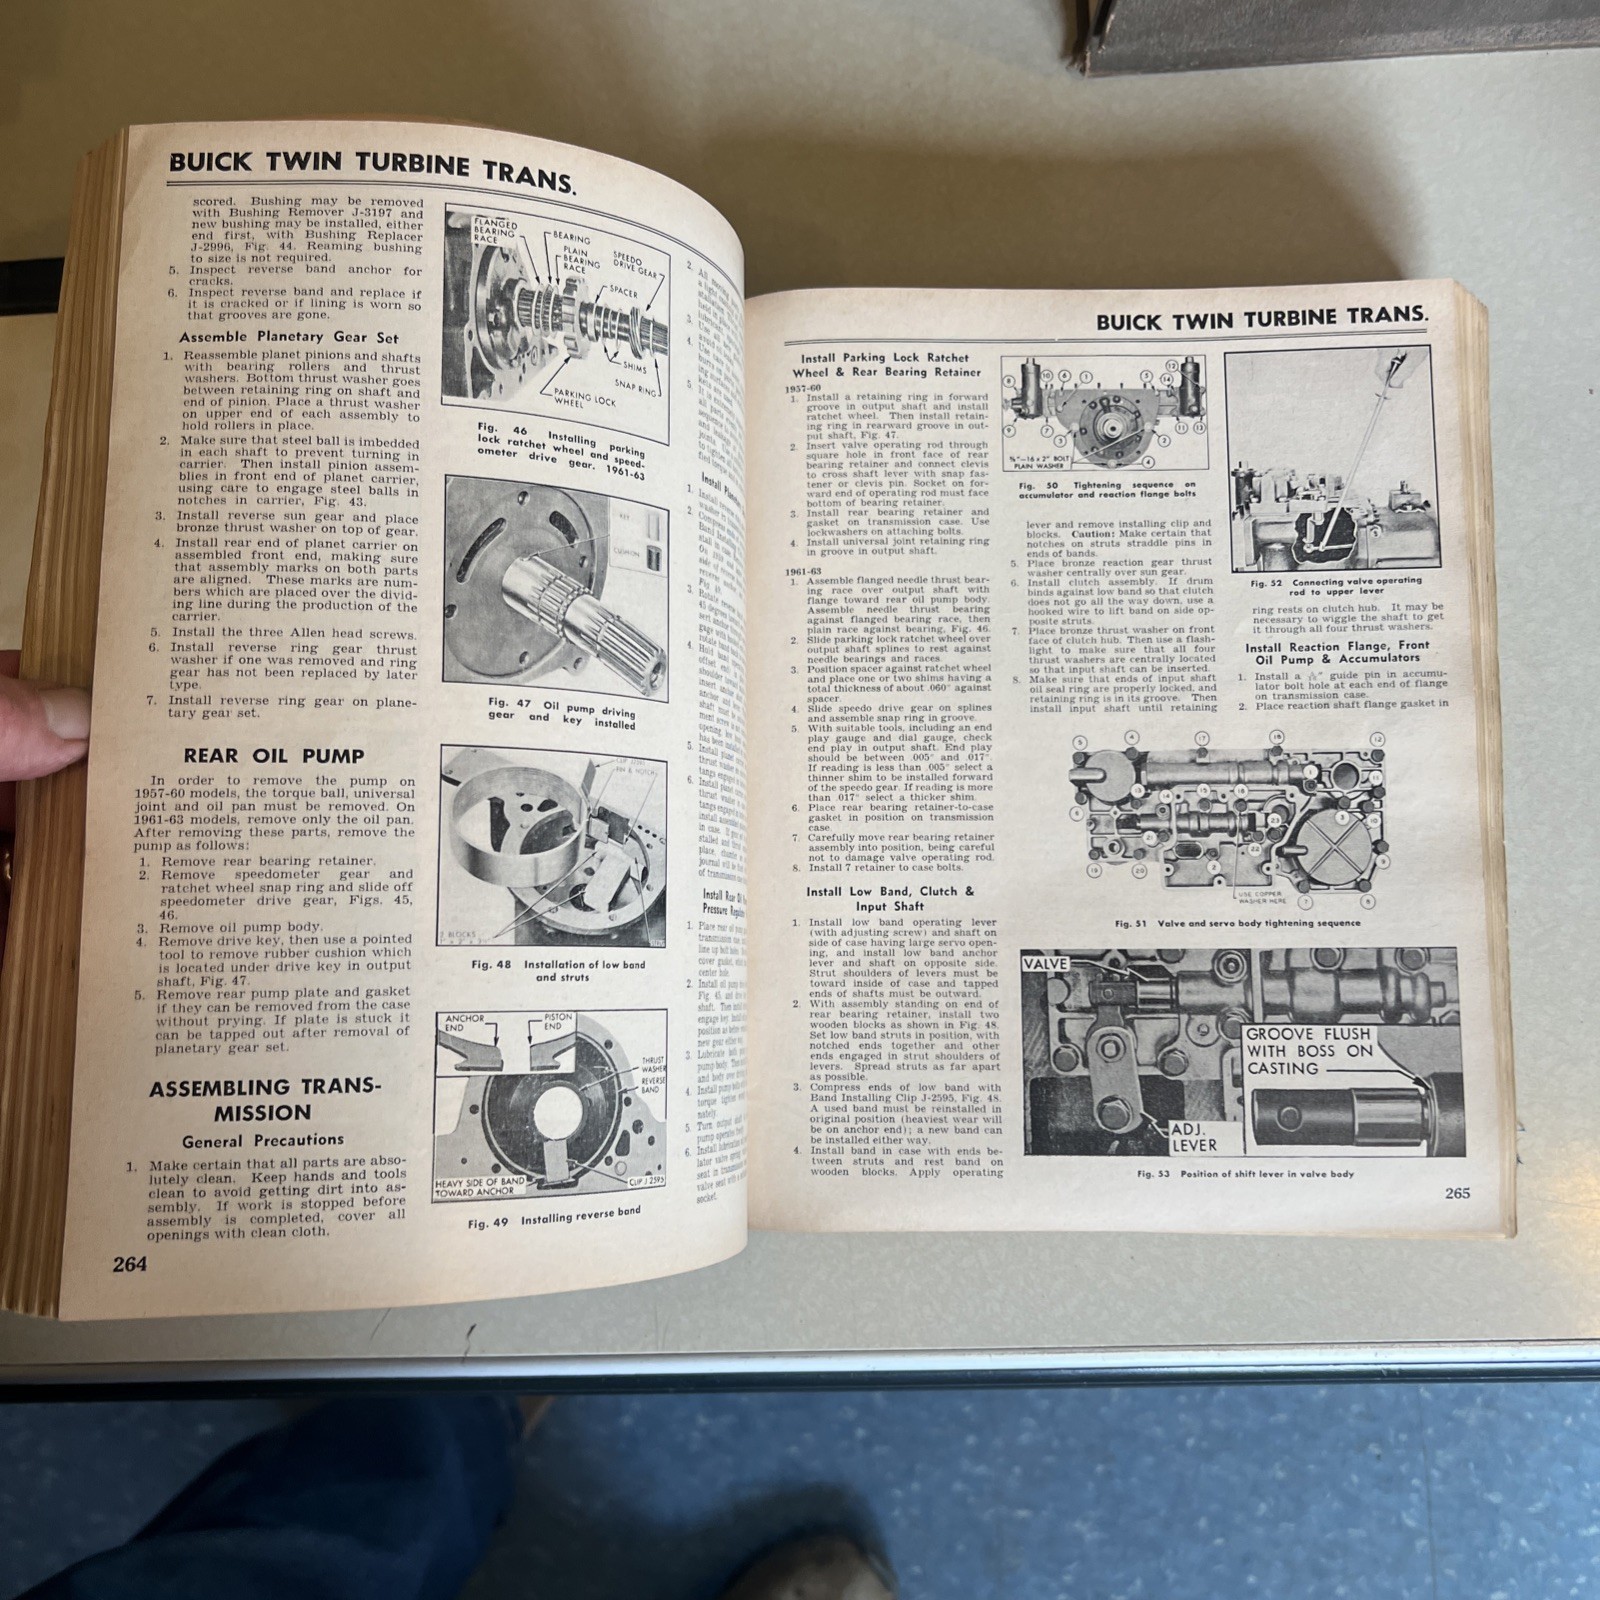 BUICK TWIN TURBINE TRANS.
scored. Bushing may be removed
with Bushing Remover J-3197 and
new bushing may be installed, either
end first, with Bushing Replacer
J-2996, Fig. 44. Reaming bushing
to size is not required.
5. Inspect reverse band anchor for
cracks.
6. Inspect reverse band and replace if
it is cracked or if lining is worn so
that grooves are gone.
Assemble Planetary Gear Set
1. Reassemble planet pinions and shafts
with bearing rollers and thrust
washers. Bottom thrust washer goes
between retaining ring on shaft and
end of pinion. Place a thrust washer
on upper end of each assembly to
hold rollers in place.
2. Make sure that steel ball is imbedded
in each shaft to prevent turning in
carrier. Then install pinion assem-
blies in front end of planet carrier,
using care to engage steel balls in
notches in carrier, Fig. 43.
3. Install reverse sun gear and place
bronze thrust washer on top of gear.
4. Install rear end of planet carrier on
assembled front end, making sure
that assembly marks on both parts
are aligned. These marks are num-
bers which are placed over the divid-
ing line during the production of the
carrier.
5. Install the three Allen head screws.
6. Install reverse ring gear thrust
washer if one was removed and ring
gear has not been replaced by later
type.
7. Install reverse ring gear on plane-
tary gear set.
REAR OIL PUMP
In order to remove the pump on
1957-60 models, the torque ball, universal
joint and oil pan must be removed. On
1961-63 models, remove only the oil pan.
After removing these parts, remove the
pump as follows:
1. Remove rear bearing retainer.
2. Remove speedometer gear and
ratchet wheel snap ring and slide off
speedometer drive gear, Figs. 45,
46.
3. Remove oil pump body.
4. Remove drive key, then use a pointed
tool to remove rubber cushion which
is located under drive key in output
shaft, Fig. 47.
5. Remove rear pump plate and gasket
if they can be removed from the case
without prying. If plate is stuck it
can be tapped out after removal of
planetary gear set.
ASSEMBLING TRANS-
MISSION
General Precautions
1. Make certain that all parts are abso-
lutely clean. Keep hands and tools
clean to avoid getting dirt into as-
sembly. If work is stopped before
assembly is completed, cover all
openings with clean cloth.
264
FLANGED
BEARING
RACE
BEARING
PLAIN
BEARING
RACE
SPEEDO
DRIVE GEAR
SPACER
SHIMS
SNAP RING
PARKING LOCK
WHEEL
Fig. 46 Installing parking
lock ratchet wheel and speed-
ometer drive gear. 1961-63
KEY
CUSHION
Fig. 47 Oil pump driving
gear and key installed
2 BLOCKS
Fig. 48 Installation of low band
and struts
ANCHOR
END
PISTON
END
THRUST
WASHER
REVERSE
BAND
HEAVY SIDE OF BAND
TOWARD ANCHOR
CLIP J 2595
Fig. 49 Installing reverse band
BUICK TWIN TURBINE TRANS.
Install Parking Lock Ratchet
Wheel & Rear Bearing Retainer
1957-60
1. Install a retaining ring in forward
groove in output shaft and install
ratchet wheel. Then install retain-
ing ring in rearward groove in out-
put shaft, Fig. 47.
2. Insert valve operating rod through
square hole in front face of rear
bearing retainer and connect clevis
to cross shaft lever with snap fas-
tener or clevis pin. Socket on for-
ward end of operating rod must face
bottom of bearing retainer.
3. Install rear bearing retainer and
gasket on transmission case. Use
lockwashers on attaching bolts.
4. Install universal joint retaining ring
in groove in output shaft.
1961-63
1. Assemble flanged needle thrust bear-
ing race over output shaft with
flange toward rear oil pump body.
Assemble needle thrust bearing
against flanged bearing race, then
plain race against bearing, Fig. 46.
2. Slide parking lock ratchet wheel over
output shaft splines to rest against
needle bearings and races.
3. Position spacer against ratchet wheel
and place one or two shims having a
total thickness of about .060" against
spacer.
4. Slide speedo drive gear on splines
and assemble snap ring in groove.
5. With suitable tools, including an end
play gauge and dial gauge, check
end play in output shaft. End play
should be between .005" and .017".
If reading is less than .005" select a
thinner shim to be installed forward
of the speedo gear. If reading is more
than .017" select a thicker shim.
6. Place rear bearing retainer-to-case
gasket in position on transmission
case.
7. Carefully move rear bearing retainer
assembly into position, being careful
not to damage valve operating rod.
8. Install 7 retainer to case bolts.
Install Low Band, Clutch &
Input Shaft
1. Install low band operating lever
(with adjusting screw) and shaft on
side of case having large servo open-
ing, and install low band anchor
lever and shaft on opposite side.
Strut shoulders of levers must be
toward inside of case and tapped
ends of shafts must be outward.
2. With assembly standing on end of
rear bearing retainer, install two
wooden blocks as shown in Fig. 48.
Set low band struts in position, with
notched ends together and other
ends engaged in strut shoulders of
levers. Spread struts as far apart
as possible.
3. Compress ends of low band with
Band Installing Clip J-2595, Fig. 48.
A used band must be reinstalled in
original position (heaviest wear will
be on anchor end); a new band can
be installed either way.
4. Install band in case with ends be-
tween struts and rest band on
wooden blocks. Apply operating
BOLT
PLAIN WASHER
Fig. 50 Tightening sequence on
accumulator and reaction flange bolts
lever and remove installing clip and
blocks. Caution: Make certain that
notches on struts straddle pins in
ends of bands.
5. Place bronze reaction gear thrust
washer centrally over sun gear.
6. Install clutch assembly. If drum
binds against low band so that clutch
does not go all the way down, use a
hooked wire to lift band on side op-
posite struts.
7. Place bronze thrust washer on front
face of clutch hub. Then use a flash-
light to make sure that all four
thrust washers are centrally located
so that input shaft can be inserted.
8. Make sure that ends of input shaft
oil seal ring are properly locked, and
retaining ring is in its groove. Then
install input shaft until retaining
Fig. 52 Connecting valve operating
rod to upper lever
ring rests on clutch hub. It may be
necessary to wiggle the shaft to get
it through all four thrust washers.
Install Reaction Flange, Front
Oil Pump & Accumulators
1. Install a guide pin in accumu-
lator bolt hole at each end of flange
on transmission case.
2. Place reaction shaft flange gasket in
USE COPPER
WASHER HERE
Fig. 51 Valve and servo body tightening sequence
VALVE
GROOVE FLUSH
WITH BOSS ON
CASTING
ADJ.
LEVER
Fig. 53 Position of shift lever in valve body
265